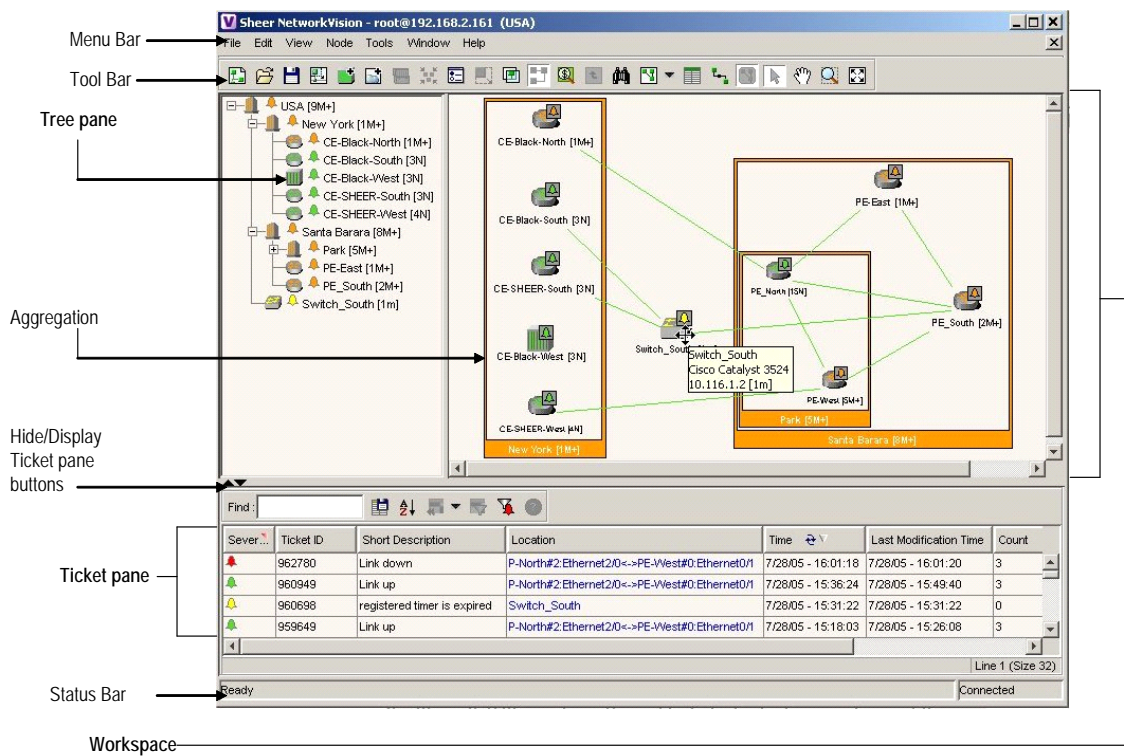 Sheer NetworkVision - root@192.168.2.161 (USA)
Menu Bar
File Edit View Node Tools Window Help
Tool Bar
Tree pane
USA [9M+]
New York [1M+]
CE-Black-North [1M+]
CE-Black-South [3N]
CE-Black-West [3N]
CE-SHEER-South [3N]
CE-SHEER-West [4N]
Santa Barara [8M+]
Park [5M+]
PE-East [1M+]
PE_South [2M+]
Switch_South [1m]
CE-Black-North [1M+]
CE-Black-South [3N]
CE-SHEER-South [3N]
CE-Black-West [3N]
CE-SHEER-West [4N]
New York [1M+]
PE-East [1M+]
PE_North [15N]
PE_South [2M+]
Switch_South
Switch_South
Cisco Catalyst 3524
10.116.1.2 [1m]
PE-West [5M+]
Park [5M+]
Santa Barara [8M+]
Aggregation
Hide/Display
Ticket pane
buttons
Find :
Sever... Ticket ID Short Description Location Time Last Modification Time Count
962780 Link down P-North#2:Ethernet2/0<->PE-West#0:Ethernet0/1 7/28/05 - 16:01:18 7/28/05 - 16:01:20 3
960949 Link up P-North#2:Ethernet2/0<->PE-West#0:Ethernet0/1 7/28/05 - 15:36:24 7/28/05 - 15:49:40 3
960698 registered timer is expired Switch_South 7/28/05 - 15:31:22 7/28/05 - 15:31:22 0
959649 Link up P-North#2:Ethernet2/0<->PE-West#0:Ethernet0/1 7/28/05 - 15:18:03 7/28/05 - 15:26:08 3
Ticket pane
Line 1 (Size 32)
Status Bar
Ready Connected
Workspace